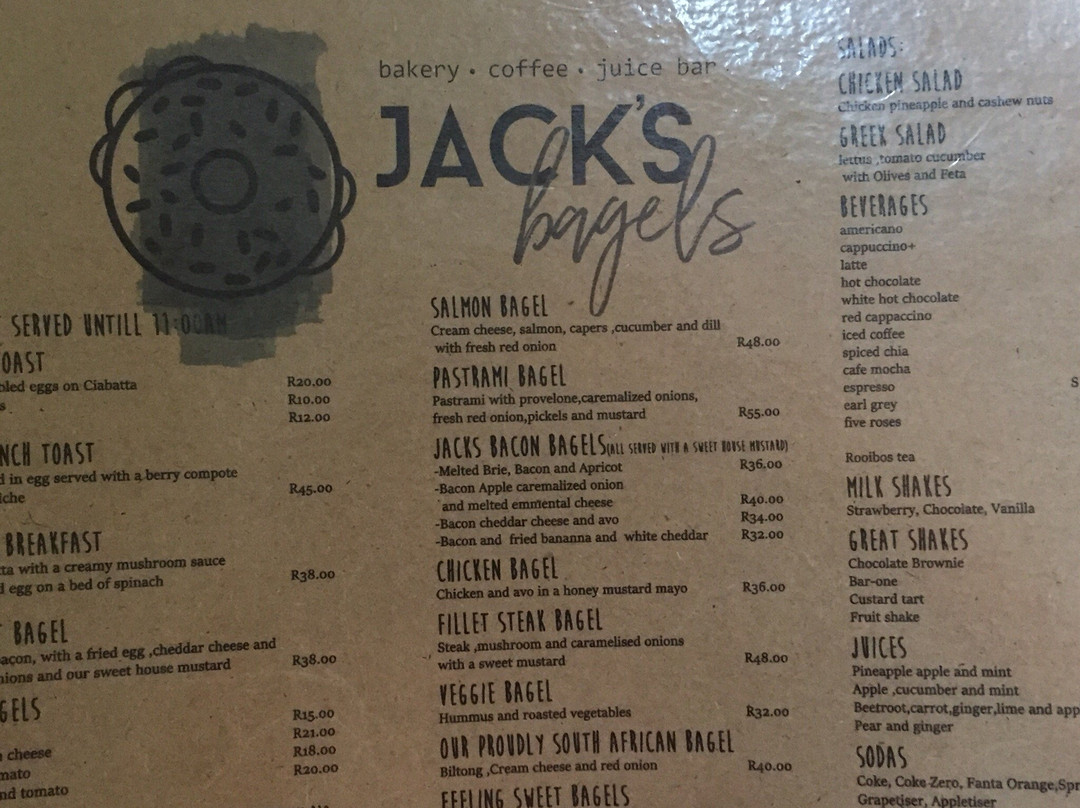 bakery • coffee • juice bar
JACK'S
bagels
SERVED UNTILL 11:00AM
OAST
bled eggs on Ciabatta R20.00
s R10.00
R12.00
NCH TOAST
d in egg served with a berry compote
iche R45.00
BREAKFAST
tta with a creamy mushroom sauce
d egg on a bed of spinach R38.00
BAGEL
acon, with a fried egg ,cheddar cheese and
nions and our sweet house mustard R38.00
GELS
R15.00
R21.00
cheese R18.00
mato R20.00
nd tomato
SALMON BAGEL
Cream cheese, salmon, capers ,cucumber and dill
with fresh red onion R48.00
PASTRAMI BAGEL
Pastrami with provelone,caremalized onions,
fresh red onion,pickels and mustard R55.00
JACKS BACON BAGELS(ALL SERVED WITH A SWEET HOUSE MUSTARD)
-Melted Brie, Bacon and Apricot R36.00
-Bacon Apple caremalized onion
and melted emmental cheese R40.00
-Bacon cheddar cheese and avo R34.00
-Bacon and fried bananna and white cheddar R32.00
CHICKEN BAGEL
Chicken and avo in a honey mustard mayo R36.00
FILLET STEAK BAGEL
Steak ,mushroom and caramelised onions
with a sweet mustard R48.00
VEGGIE BAGEL
Hummus and roasted vegetables R32.00
OUR PROUDLY SOUTH AFRICAN BAGEL
Biltong ,Cream cheese and red onion R40.00
FEELING SWEET BAGELS
SALADS:
CHICKEN SALAD
Chicken pineapple and cashew nuts
GREEK SALAD
lettus ,tomato cucumber
with Olives and Feta
BEVERAGES
americano
cappuccino+
latte
hot chocolate
white hot chocolate
red cappuccino
iced coffee
spiced chia
cafe mocha
S
espresso
earl grey
five roses
Rooibos tea
MILK SHAKES
Strawberry, Chocolate, Vanilla
GREAT SHAKES
Chocolate Brownie
Bar-one
Custard tart
Fruit shake
JUICES
Pineapple apple and mint
Apple ,cucumber and mint
Beetroot,carrot,ginger,lime and app
Pear and ginger
SODAS
Coke, Coke Zero, Fanta Orange,Spr
Grapetiser, Appletiser